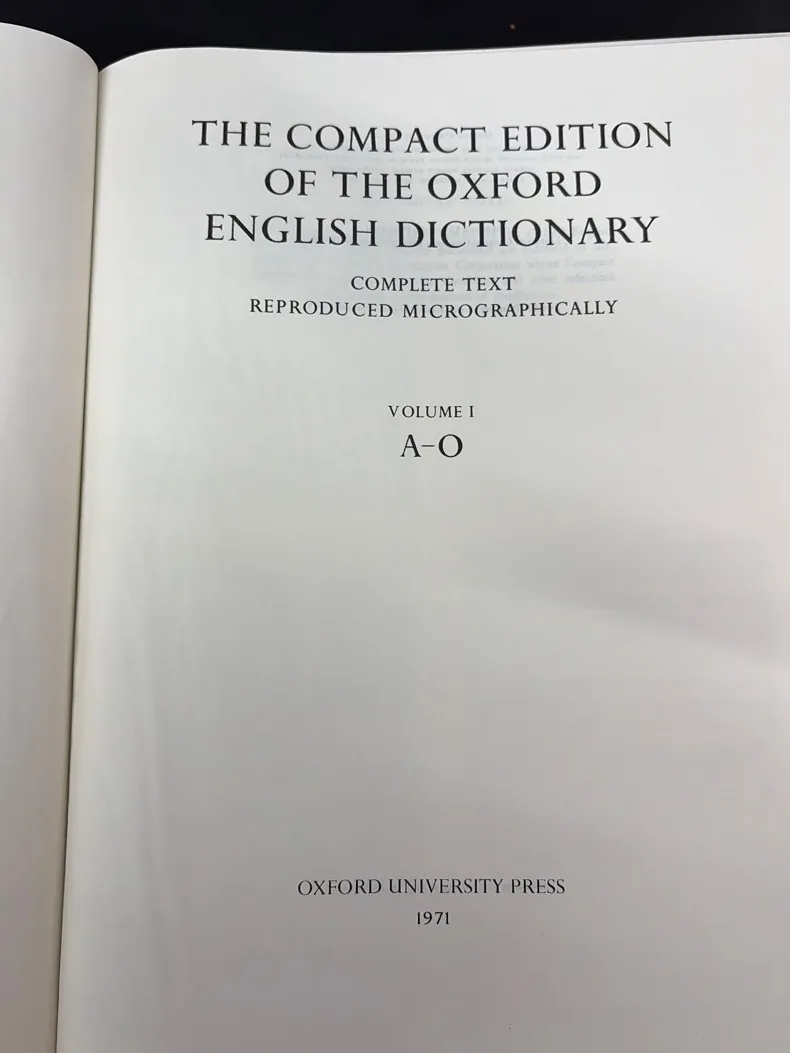 THE COMPACT EDITION
OF THE OXFORD
ENGLISH DICTIONARY
COMPLETE TEXT
REPRODUCED MICROGRAPHICALLY
VOLUME I
A–O
OXFORD UNIVERSITY PRESS
1971